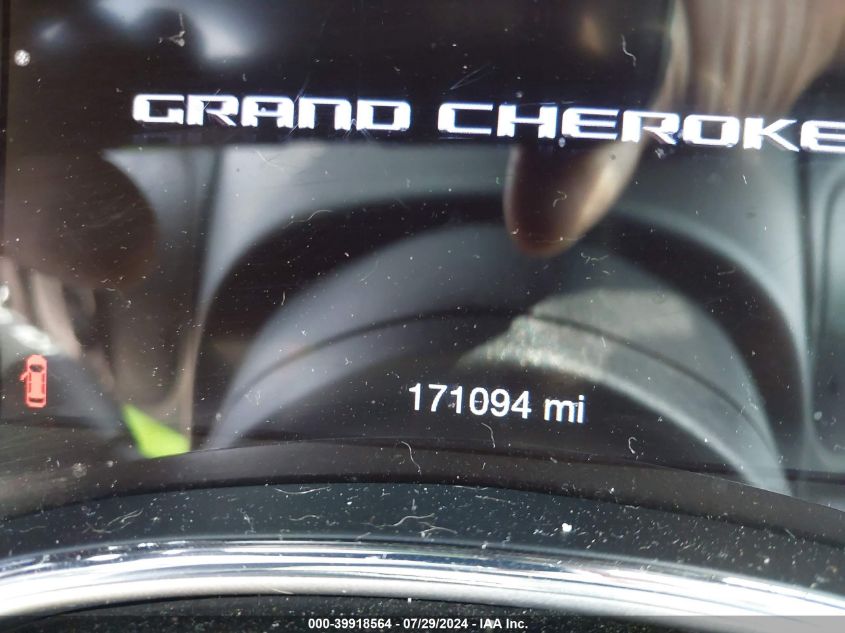 GRAND CHEROKE
171094 mi
000-39918564 / 07/29/2024 - IAA Inc.